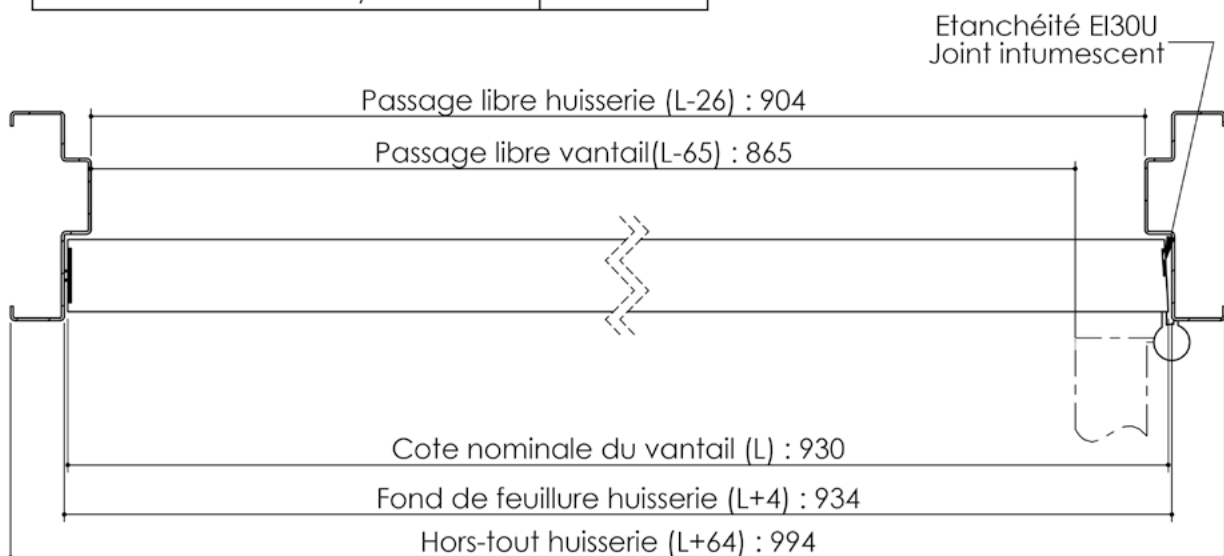 Etanchéité EI30U
Joint intumescent
Passage libre huisserie (L-26) : 904
Passage libre vantail(L-65) : 865
Cote nominale du vantail (L) : 930
Fond de feuillure huisserie (L+4) : 934
Hors-tout huisserie (L+64) : 994